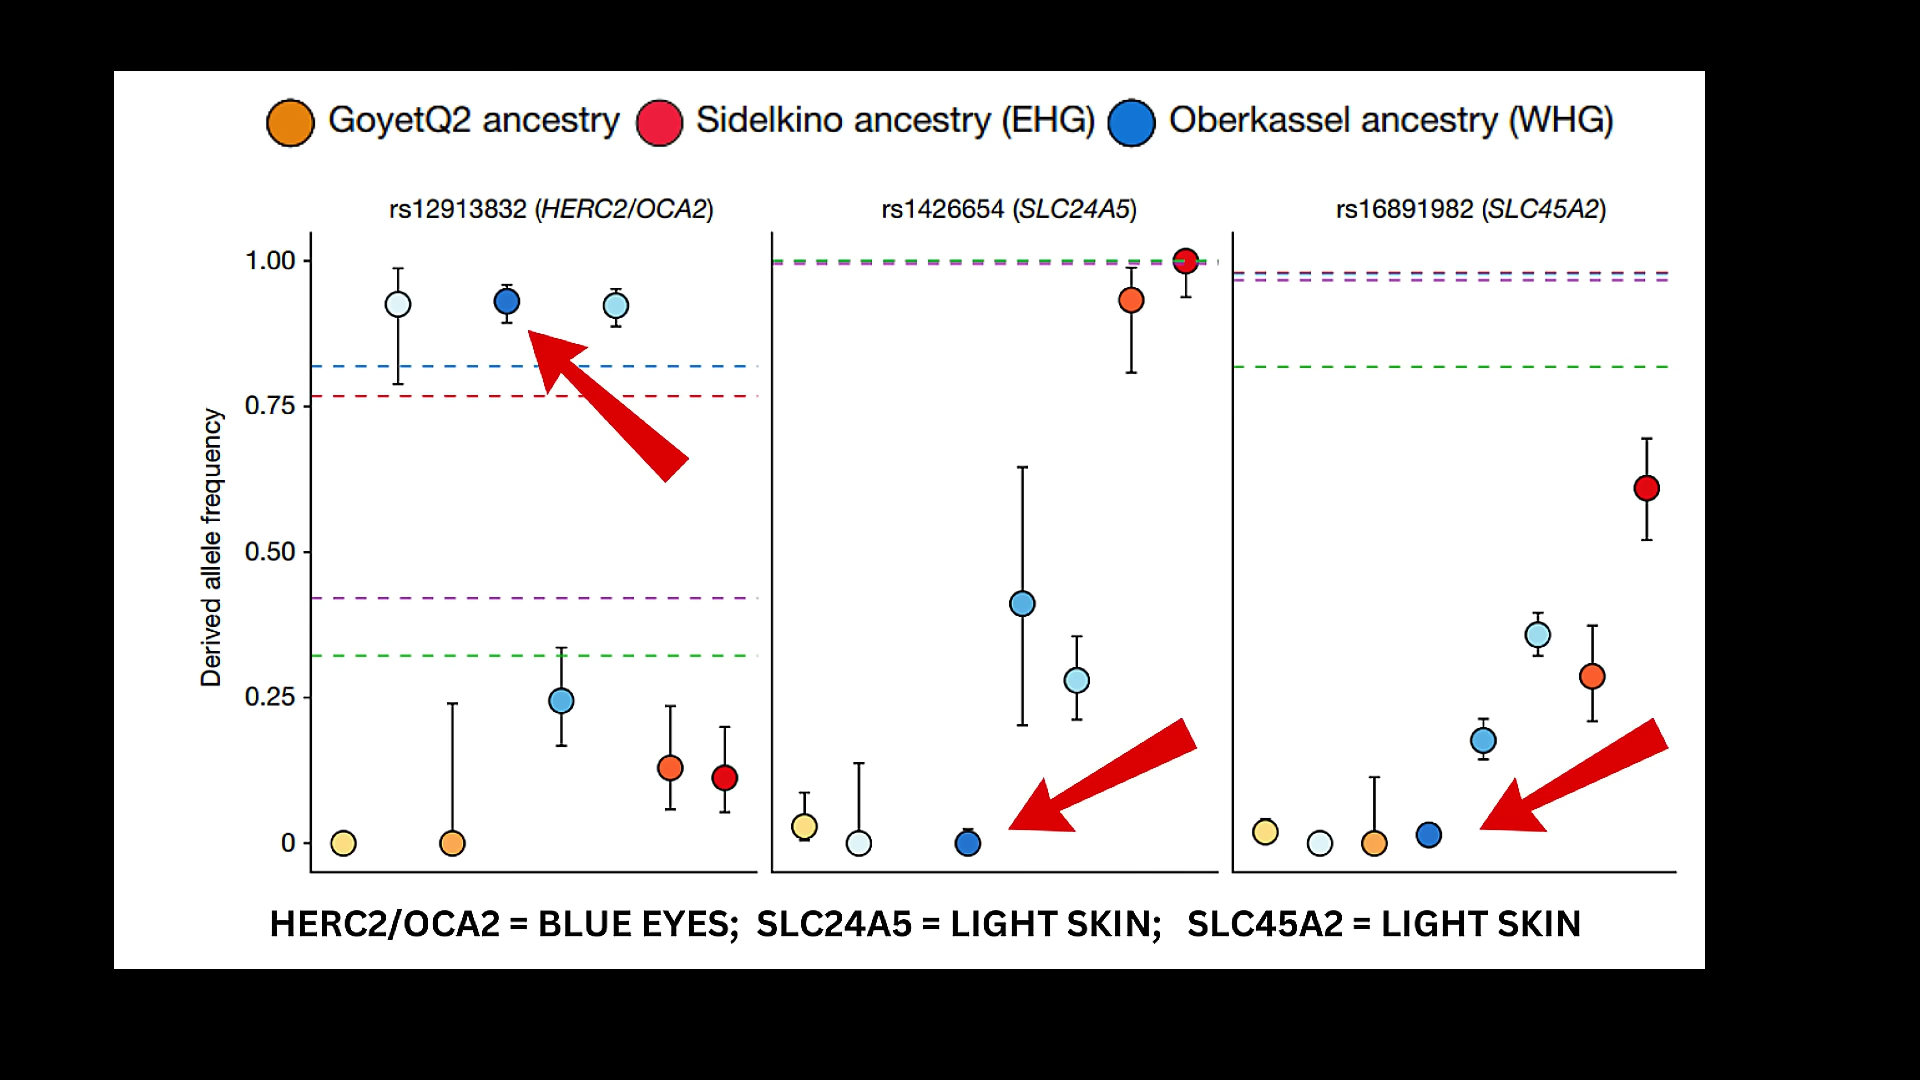 GoyetQ2 ancestry Sidelkino ancestry (EHG) Oberkassel ancestry (WHG)
rs12913832 (HERC2/OCA2) rs1426654 (SLC24A5) rs16891982 (SLC45A2)
Derived allele frequency
1.00
0.75
0.50
0.25
0
HERC2/OCA2 = BLUE EYES; SLC24A5 = LIGHT SKIN; SLC45A2 = LIGHT SKIN